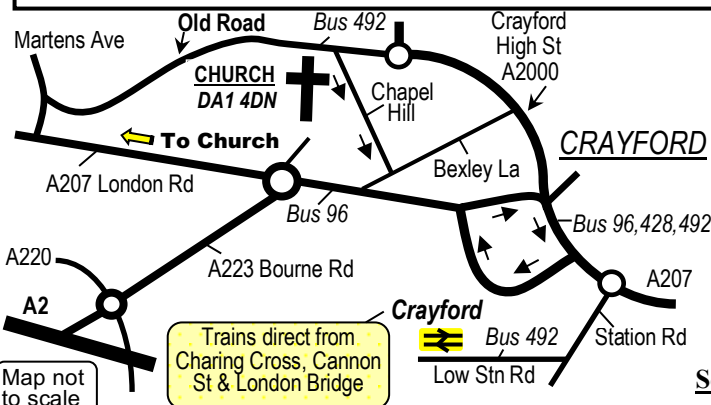 Old Road
Bus 492
Crayford
High St
A2000
Martens Ave
CHURCH
DA1 4DN
Chapel
Hill
To Church
CRAYFORD
Bexley La
A207 London Rd
Bus 96
Bus 96,428,492
A220
A223 Bourne Rd
A207
A2
Crayford
Trains direct from
Charing Cross, Cannon
St & London Bridge
Bus 492
Station Rd
Low Stn Rd
Map not
to scale
S